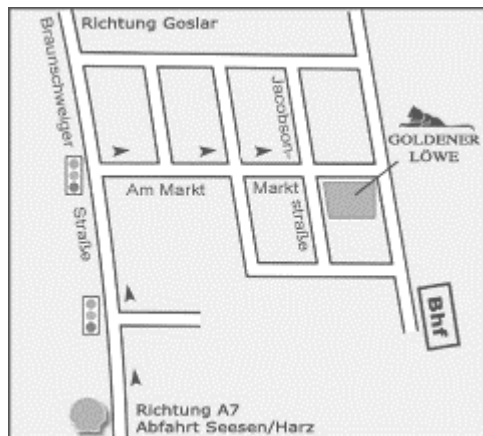 Richtung Goslar
Braunschweiger
Straße
Jacobson-
straße
GOLDENER
LÖWE
Am Markt
Markt
Bhf
Richtung A7
Abfahrt Seesen/Harz